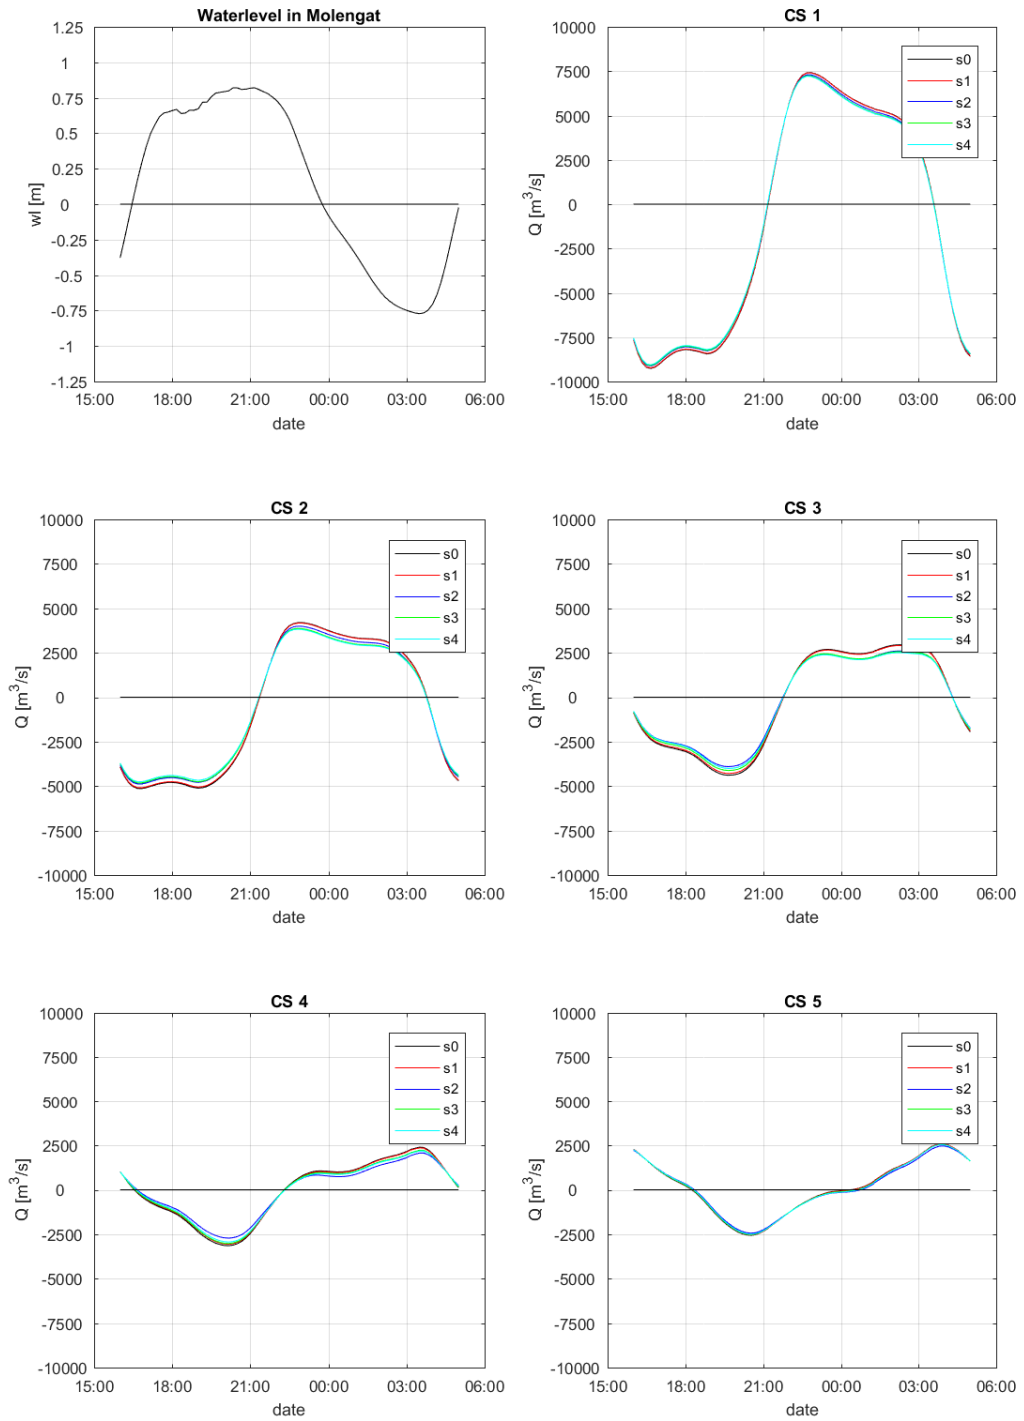 Waterlevel in Molengat
1.25
1
0.75
0.5
0.25
0
-0.25
-0.5
-0.75
-1
-1.25
wl [m]
15:00 18:00 21:00 00:00 03:00 06:00
date
CS 1
10000
7500
5000
2500
0
-2500
-5000
-7500
-10000
Q [m³/s]
s0
s1
s2
s3
s4
15:00 18:00 21:00 00:00 03:00 06:00
date
CS 2
10000
7500
5000
2500
0
-2500
-5000
-7500
-10000
Q [m³/s]
s0
s1
s2
s3
s4
15:00 18:00 21:00 00:00 03:00 06:00
date
CS 3
10000
7500
5000
2500
0
-2500
-5000
-7500
-10000
Q [m³/s]
s0
s1
s2
s3
s4
15:00 18:00 21:00 00:00 03:00 06:00
date
CS 4
10000
7500
5000
2500
0
-2500
-5000
-7500
-10000
Q [m³/s]
s0
s1
s2
s3
s4
15:00 18:00 21:00 00:00 03:00 06:00
date
CS 5
10000
7500
5000
2500
0
-2500
-5000
-7500
-10000
Q [m³/s]
s0
s1
s2
s3
s4
15:00 18:00 21:00 00:00 03:00 06:00
date